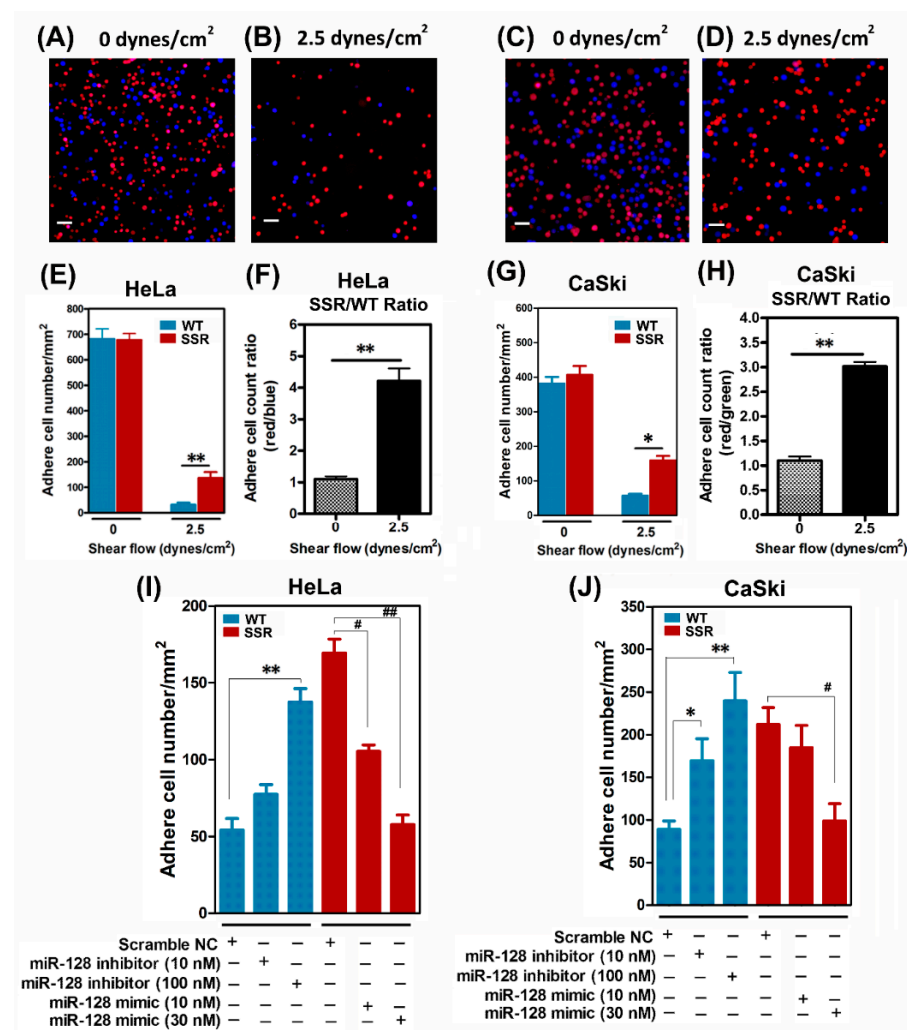 (A) 0 dynes/cm²
(B) 2.5 dynes/cm²
(C) 0 dynes/cm²
(D) 2.5 dynes/cm²
(E)
HeLa
WT
SSR
Adhere cell number/mm²
800
700
600
500
400
300
200
100
0
**
0 2.5
Shear flow (dynes/cm²)
(F)
HeLa
SSR/WT Ratio
Adhere cell count ratio
(red/blue)
6
5
4
3
2
1
0
**
0 2.5
Shear flow (dynes/cm²)
(G)
CaSki
WT
SSR
Adhere cell number/mm²
600
500
400
300
200
100
0
*
0 2.5
Shear flow (dynes/cm²)
(H)
CaSki
SSR/WT Ratio
Adhere cell count ratio
(red/green)
4.0
3.5
3.0
2.5
2.0
1.5
1.0
0.5
0.0
**
0 2.5
Shear flow (dynes/cm²)
(I)
HeLa
WT
SSR
Adhere cell number/mm²
200
150
100
50
0
**
#
##
Scramble NC + – – + – –
miR-128 inhibitor (10 nM) – + – – – –
miR-128 inhibitor (100 nM) – – + – – –
miR-128 mimic (10 nM) – – – – + –
miR-128 mimic (30 nM) – – – – – +
(J)
CaSki
WT
SSR
Adhere cell number/mm²
350
300
250
200
150
100
50
0
*
**
#
Scramble NC + – – + – –
miR-128 inhibitor (10 nM) – + – – – –
miR-128 inhibitor (100 nM) – – + – – –
miR-128 mimic (10 nM) – – – – + –
miR-128 mimic (30 nM) – – – – – +